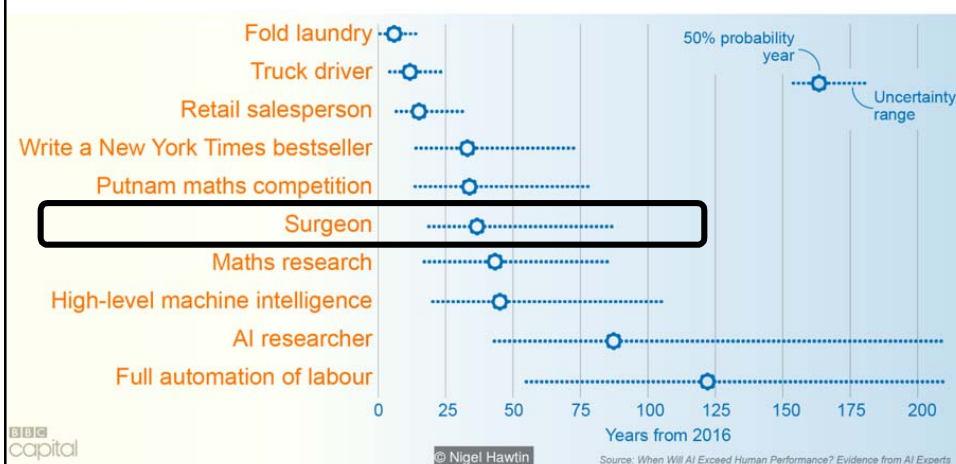 Fold laundry
Truck driver
Retail salesperson
Write a New York Times bestseller
Putnam maths competition
Surgeon
Maths research
High-level machine intelligence
AI researcher
Full automation of labour
50% probability
year
Uncertainty
range
0 25 50 75 100 125 150 175 200
Years from 2016
BBC
capital
© Nigel Hawtin
Source: When Will AI Exceed Human Performance? Evidence from AI Experts